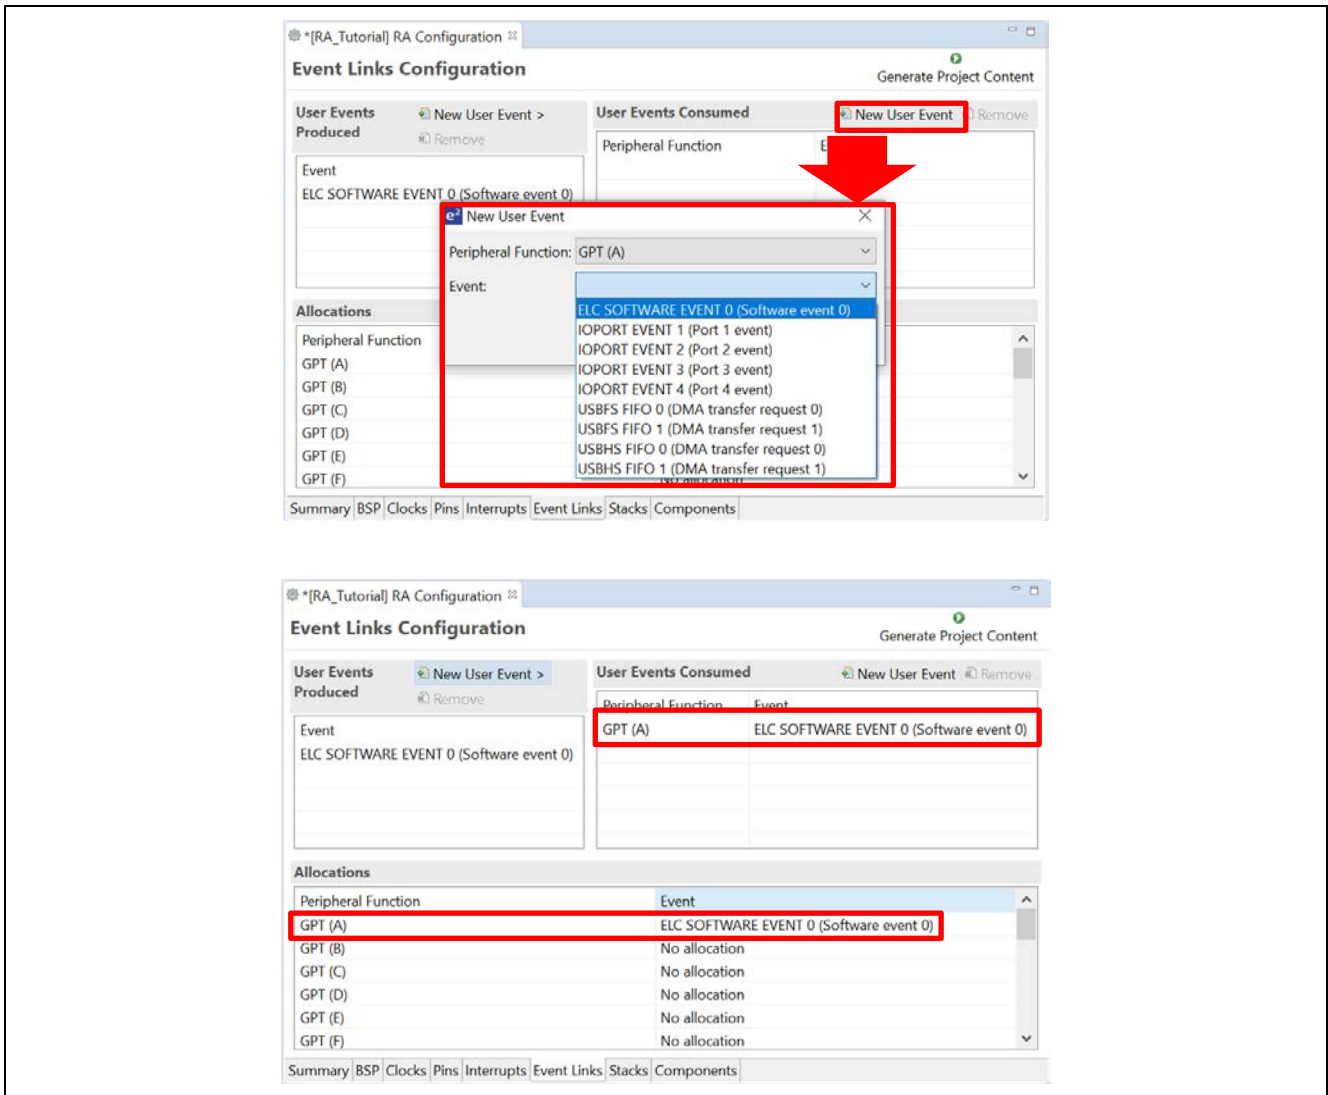 *[RA_Tutorial] RA Configuration
Event Links Configuration
Generate Project Content
User Events Produced
New User Event >
Remove
Event
ELC SOFTWARE EVENT 0 (Software event 0)
User Events Consumed
New User Event
Remove
Peripheral Function
E
New User Event
Peripheral Function: GPT (A)
Event:
ELC SOFTWARE EVENT 0 (Software event 0)
IOPORT EVENT 1 (Port 1 event)
IOPORT EVENT 2 (Port 2 event)
IOPORT EVENT 3 (Port 3 event)
IOPORT EVENT 4 (Port 4 event)
USBFS FIFO 0 (DMA transfer request 0)
USBFS FIFO 1 (DMA transfer request 1)
USBHS FIFO 0 (DMA transfer request 0)
USBHS FIFO 1 (DMA transfer request 1)
Allocations
Peripheral Function
GPT (A)
GPT (B)
GPT (C)
GPT (D)
GPT (E)
GPT (F) No allocation
Summary BSP Clocks Pins Interrupts Event Links Stacks Components
*[RA_Tutorial] RA Configuration
Event Links Configuration
Generate Project Content
User Events Produced
New User Event >
Remove
Event
ELC SOFTWARE EVENT 0 (Software event 0)
User Events Consumed
New User Event
Remove
Peripheral Function Event
GPT (A) ELC SOFTWARE EVENT 0 (Software event 0)
Allocations
Peripheral Function Event
GPT (A) ELC SOFTWARE EVENT 0 (Software event 0)
GPT (B) No allocation
GPT (C) No allocation
GPT (D) No allocation
GPT (E) No allocation
GPT (F) No allocation
Summary BSP Clocks Pins Interrupts Event Links Stacks Components